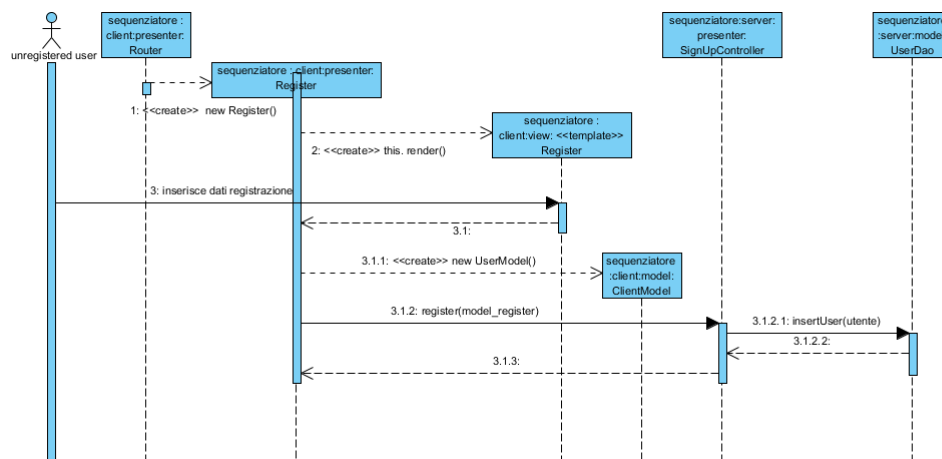 sequenziatore :
client:presenter:
Router
sequenziatore:server:
presenter:
SignUpController
sequenziatore
:server:mode
UserDao
unregistered user
sequenziatore : client:presenter:
Register
1: <<create>> new Register()
sequenziatore :
client:view: <<template>>
Register
2: <<create>> this. render()
3: inserisce dati registrazione
3.1:
3.1.1: <<create>> new UserModel()
sequenziatore
:client:model:
ClientModel
3.1.2: register(model_register)
3.1.2.1: insertUser(utente)
3.1.2.2:
3.1.3: